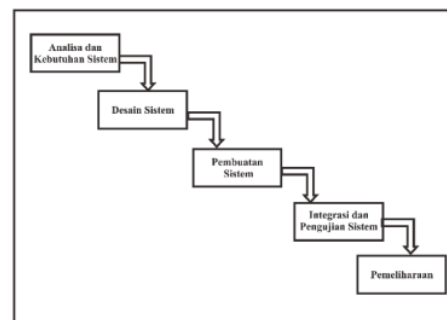 Analisa dan
Kebutuhan Sistem
Desain Sistem
Pembuatan
Sistem
Integrasi dan
Pengujian Sistem
Pemeliharaan